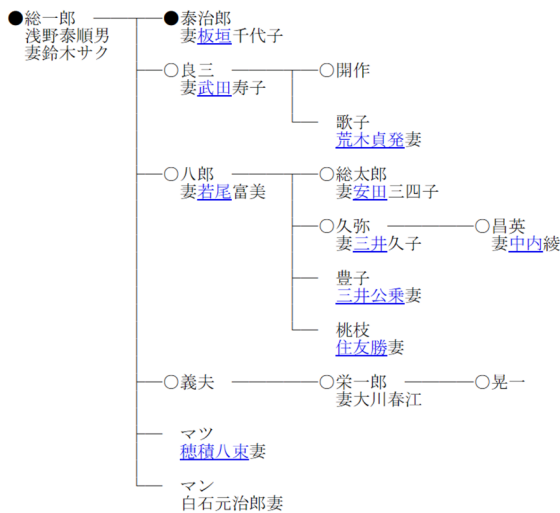 ●総一郎
浅野泰順男
妻鈴木サク
●泰治郎
妻板垣千代子
○良三
妻武田寿子
○開作
歌子
荒木貞発妻
○八郎
妻若尾富美
○総太郎
妻安田三四子
○久弥
妻三井久子
○昌英
妻中内綾
豊子
三井公乗妻
桃枝
住友勝妻
○義夫
○栄一郎
妻大川春江
○晃一
マツ
穂積八束妻
マン
白石元治郎妻